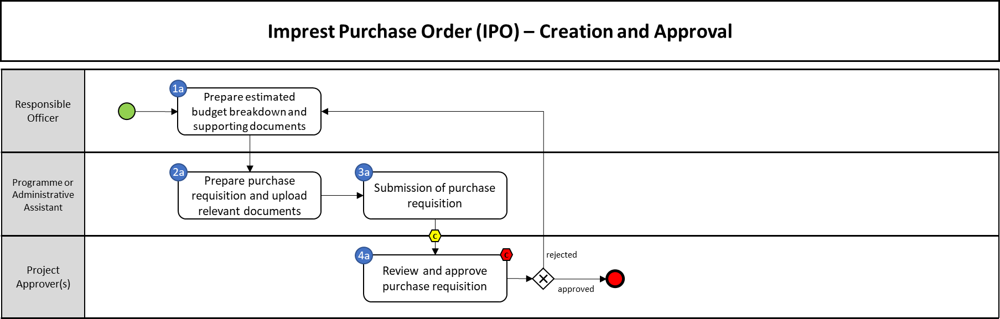 Imprest Purchase Order (IPO) – Creation and Approval
Responsible
Officer
1a
Prepare estimated
budget breakdown and
supporting documents
Programme or
Administrative
Assistant
2a
Prepare purchase
requisition and upload
relevant documents
3a
Submission of purchase
requisition
C
Project
Approver(s)
4a
Review and approve
purchase requisition
C
rejected
approved